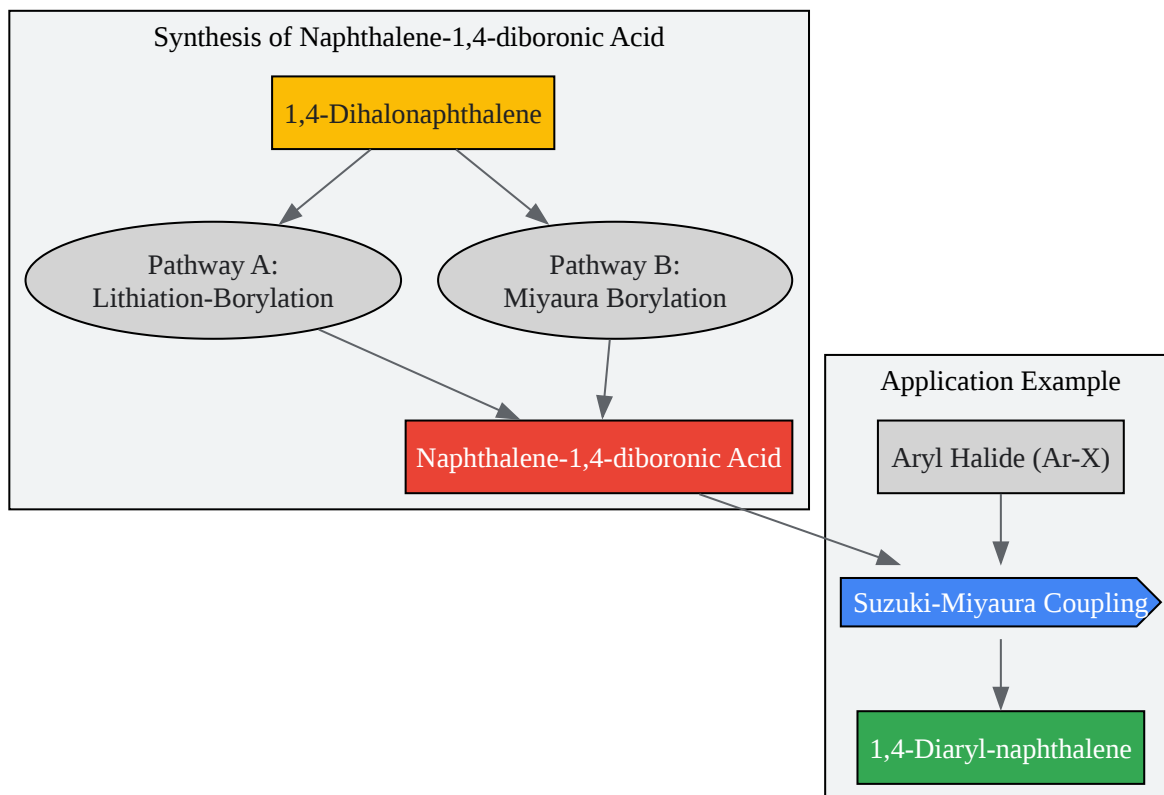 Synthesis of Naphthalene-1,4-diboronic Acid
1,4-Dihalonaphthalene
Pathway A:
Lithiation-Borylation
Pathway B:
Miyaura Borylation
Naphthalene-1,4-diboronic Acid
Application Example
Aryl Halide (Ar-X)
Suzuki-Miyaura Coupling
1,4-Diaryl-naphthalene